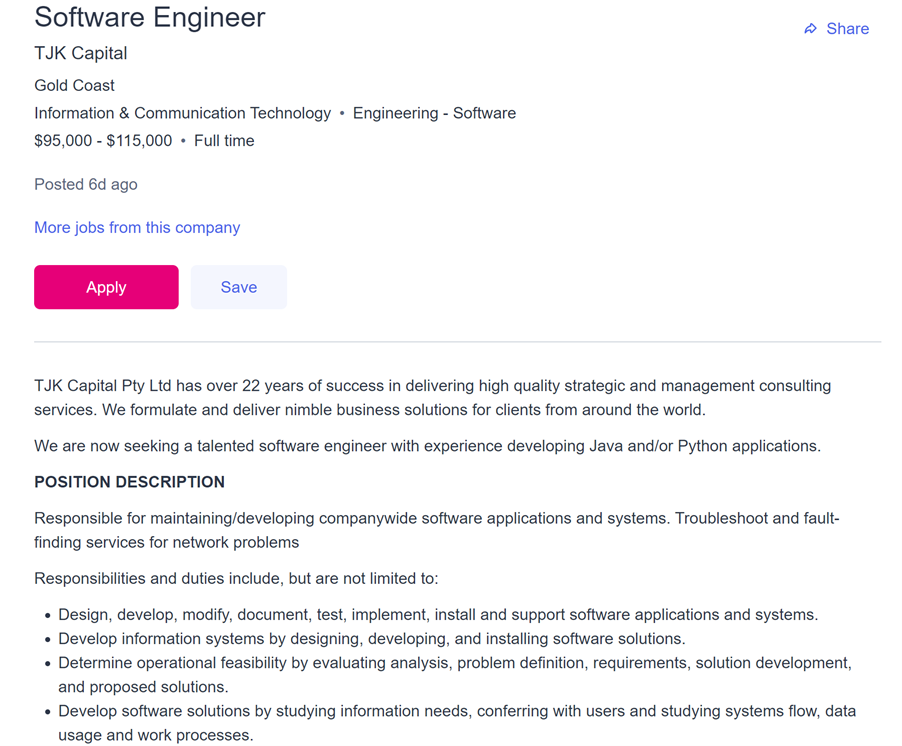 Software Engineer
Share
TJK Capital
Gold Coast
Information & Communication Technology • Engineering - Software
$95,000 - $115,000 • Full time
Posted 6d ago
More jobs from this company
Apply
Save
TJK Capital Pty Ltd has over 22 years of success in delivering high quality strategic and management consulting
services. We formulate and deliver nimble business solutions for clients from around the world.
We are now seeking a talented software engineer with experience developing Java and/or Python applications.
POSITION DESCRIPTION
Responsible for maintaining/developing companywide software applications and systems. Troubleshoot and fault-
finding services for network problems
Responsibilities and duties include, but are not limited to:
• Design, develop, modify, document, test, implement, install and support software applications and systems.
• Develop information systems by designing, developing, and installing software solutions.
• Determine operational feasibility by evaluating analysis, problem definition, requirements, solution development,
and proposed solutions.
• Develop software solutions by studying information needs, conferring with users and studying systems flow, data
usage and work processes.